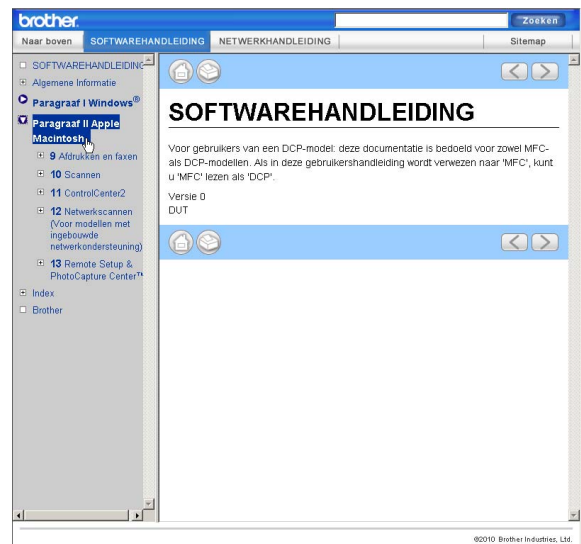 brother.
Zoeken
Naar boven SOFTWAREHANDLEIDING NETWERKHANDLEIDING Sitemap
SOFTWAREHANDLEIDING
Algemene Informatie
Paragraaf I Windows®
Paragraaf II Apple
Macintosh
9 Afdrukken en faxen
10 Scannen
11 ControlCenter2
12 Netwerkscannen
(Voor modellen met
ingebouwde
netwerkondersteuning)
13 Remote Setup &
PhotoCapture Center™
Index
Brother
SOFTWAREHANDLEIDING
Voor gebruikers van een DCP-model: deze documentatie is bedoeld voor zowel MFC-
als DCP-modellen. Als in deze gebruikershandleiding wordt verwezen naar 'MFC', kunt
u 'MFC' lezen als 'DCP'.
Versie 0
DUT
©2010 Brother Industries, Ltd.